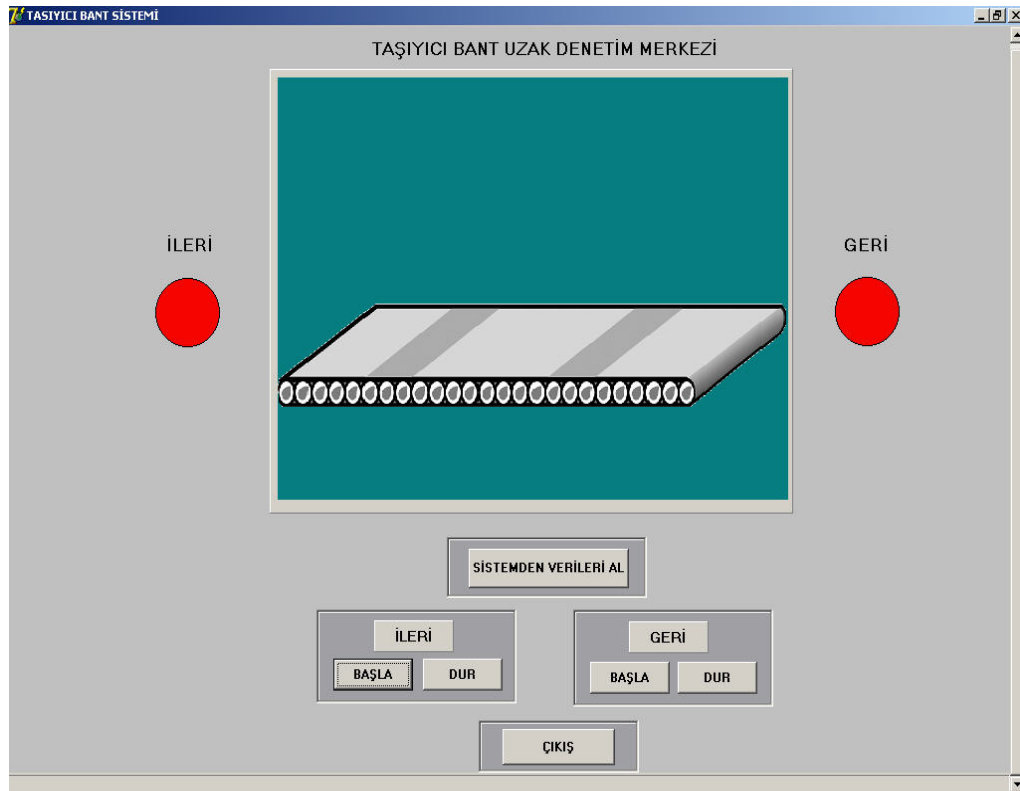 TASIYICI BANT SİSTEMİ
TAŞIYICI BANT UZAK DENETİM MERKEZİ
İLERİ
GERİ
SİSTEMDEN VERİLERİ AL
İLERİ
BAŞLA DUR
GERİ
BAŞLA DUR
ÇIKIŞ